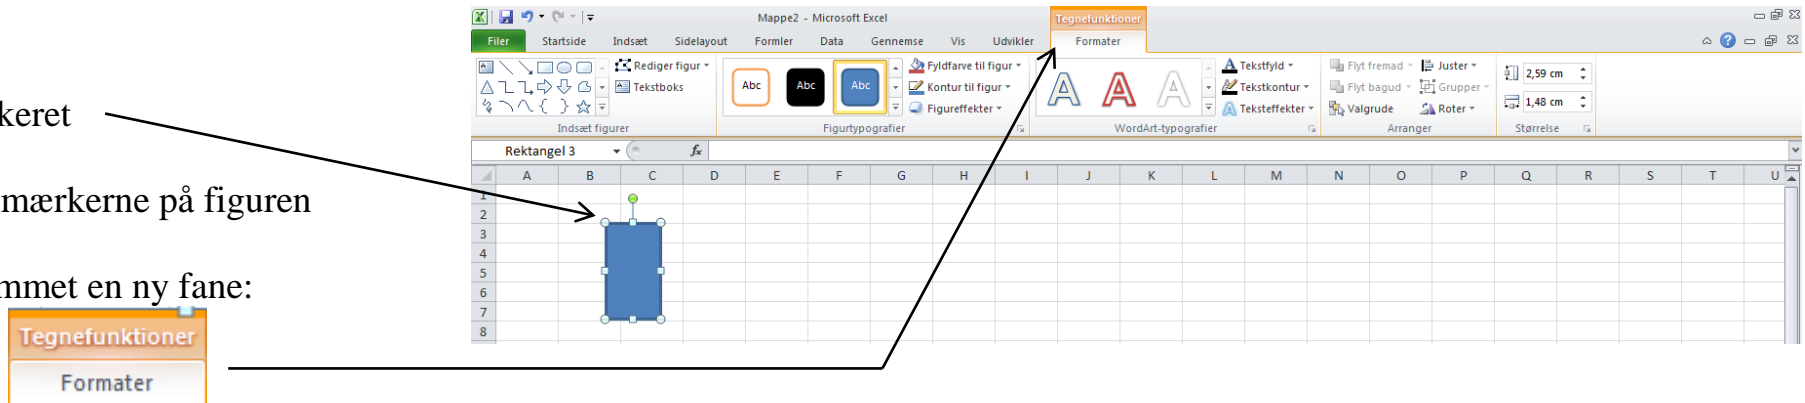 Mappe2 - Microsoft Excel
Tegnefunktioner
Filer Startside Indsæt Sidelayout Formler Data Gennemse Vis Udvikler Formater
Rediger figur
Tekstboks
Indsæt figurer
Abc Abc Abc
Fyldfarve til figur
Kontur til figur
Figureffekter
Figurtypografier
A A A
Tekstfyld
Tekstkontur
Teksteffekter
WordArt-typografier
Flyt fremad
Flyt bagud
Valgrude
Juster
Grupper
Roter
Arranger
2,59 cm
1,48 cm
Størrelse
Rektangel 3 fx
A B C D E F G H I J K L M N O P Q R S T U
1
2
3
4
5
6
7
8
keret
mærkerne på figuren
mmet en ny fane:
Tegnefunktioner
Formater